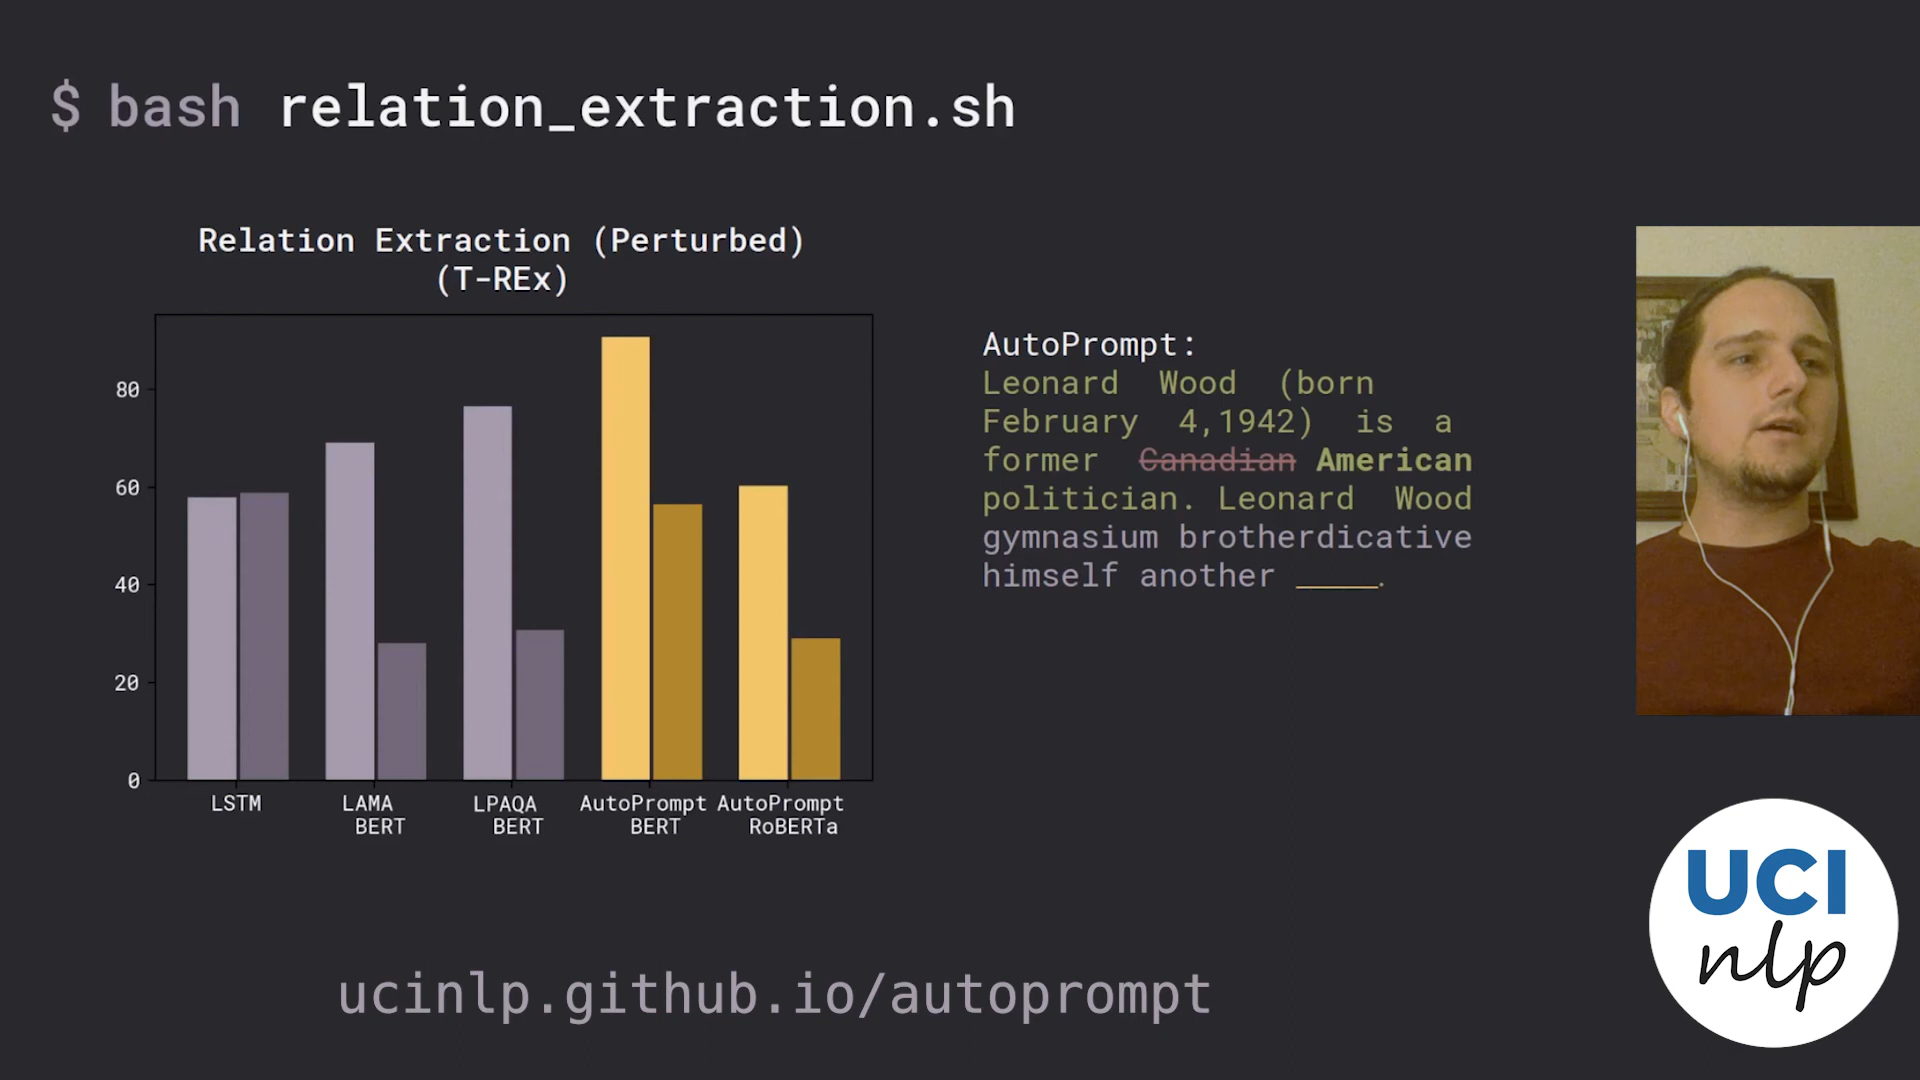 $ bash relation_extraction.sh
Relation Extraction (Perturbed)
(T-REx)
80
60
40
20
0
LSTM
LAMA
BERT
LPAQA
BERT
AutoPrompt
BERT
AutoPrompt
RoBERTa
AutoPrompt:
Leonard Wood (born
February 4,1942) is a
former Canadian American
politician. Leonard Wood
gymnasium brotherdicative
himself another _____.
UCI
nlp
ucinlp.github.io/autoprompt